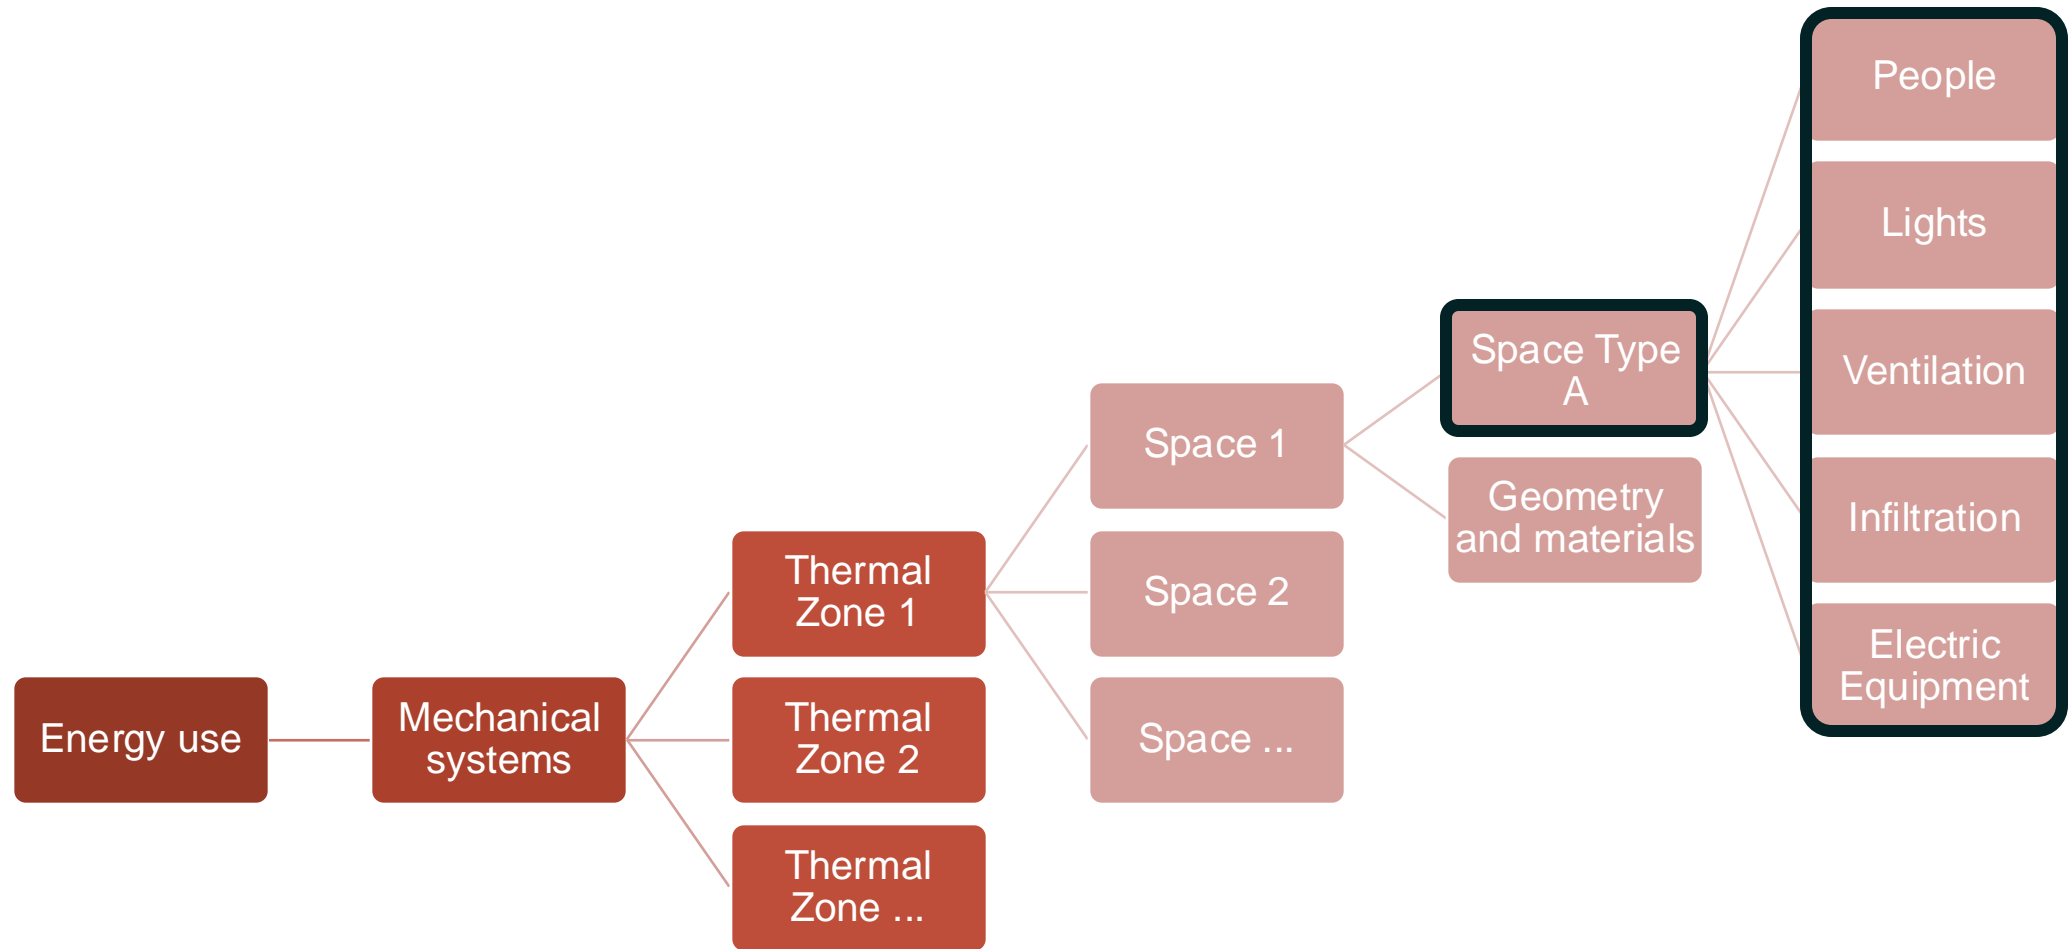 Energy use
Mechanical
systems
Thermal
Zone 1
Thermal
Zone 2
Thermal
Zone ...
Space 1
Space 2
Space ...
Space Type
A
Geometry
and materials
People
Lights
Ventilation
Infiltration
Electric
Equipment